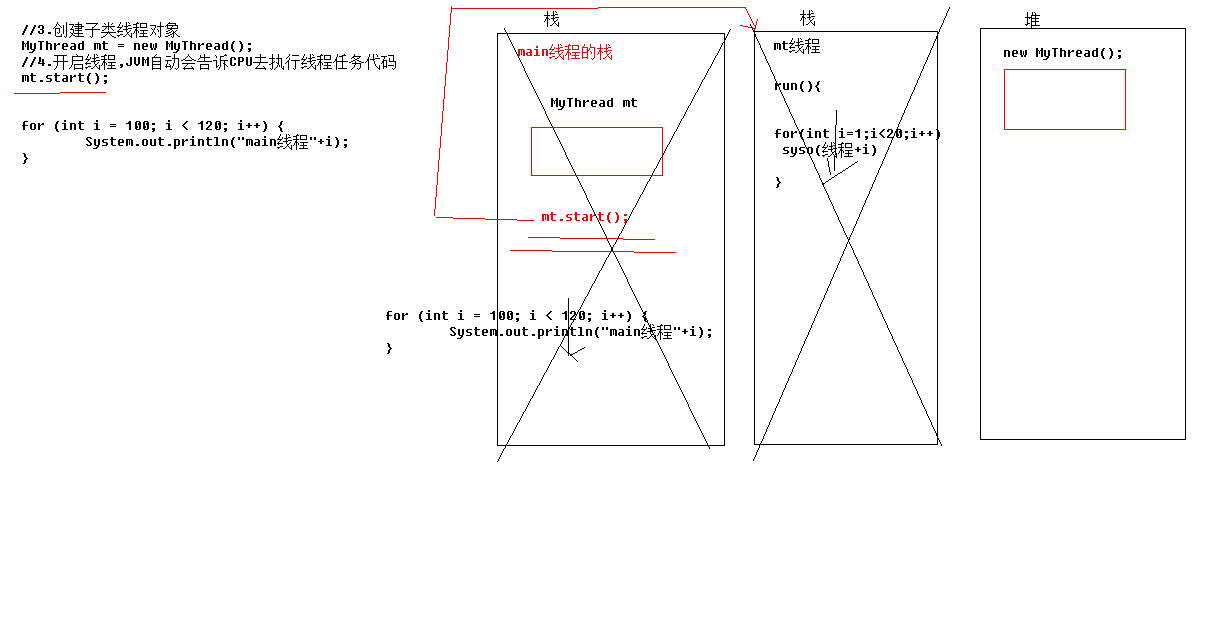 //3.创建子类线程对象
MyThread mt = new MyThread();
//4.开启线程,JVM自动会告诉CPU去执行线程任务代码
mt.start();
for (int i = 100; i < 120; i++) {
System.out.println("main线程"+i);
}
栈
main线程的栈
MyThread mt
mt.start();
for (int i = 100; i < 120; i++) {
System.out.println("main线程"+i);
}
栈
mt线程
run(){
for(int i=1;i<20;i++)
syso(线程+i)
}
堆
new MyThread();